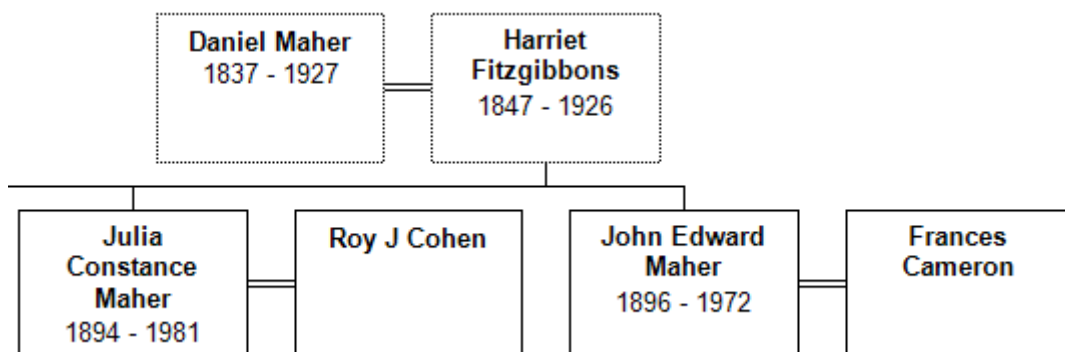 Daniel Maher
1837 - 1927
Harriet
Fitzgibbons
1847 - 1926
Julia
Constance
Maher
1894 - 1981
Roy J Cohen
John Edward
Maher
1896 - 1972
Frances
Cameron